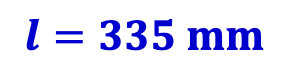 l = 335 mm